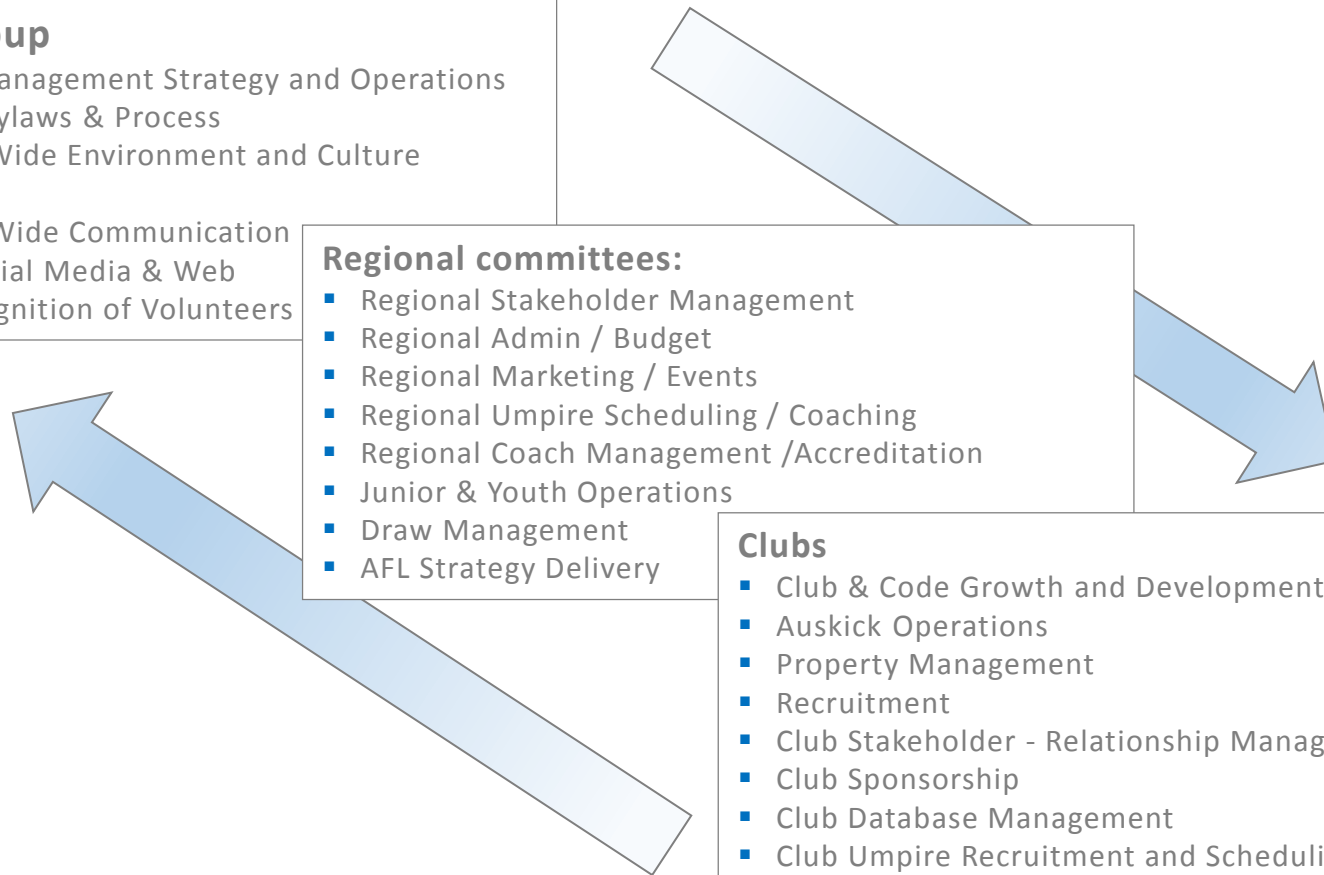 up
anagement Strategy and Operations
ylaws & Process
Wide Environment and Culture
Wide Communication
ial Media & Web
gnition of Volunteers
Regional committees:
▪ Regional Stakeholder Management
▪ Regional Admin / Budget
▪ Regional Marketing / Events
▪ Regional Umpire Scheduling / Coaching
▪ Regional Coach Management /Accreditation
▪ Junior & Youth Operations
▪ Draw Management
▪ AFL Strategy Delivery
Clubs
▪ Club & Code Growth and Development
▪ Auskick Operations
▪ Property Management
▪ Recruitment
▪ Club Stakeholder - Relationship Manag
▪ Club Sponsorship
▪ Club Database Management
▪ Club Umpire Recruitment and Scheduli